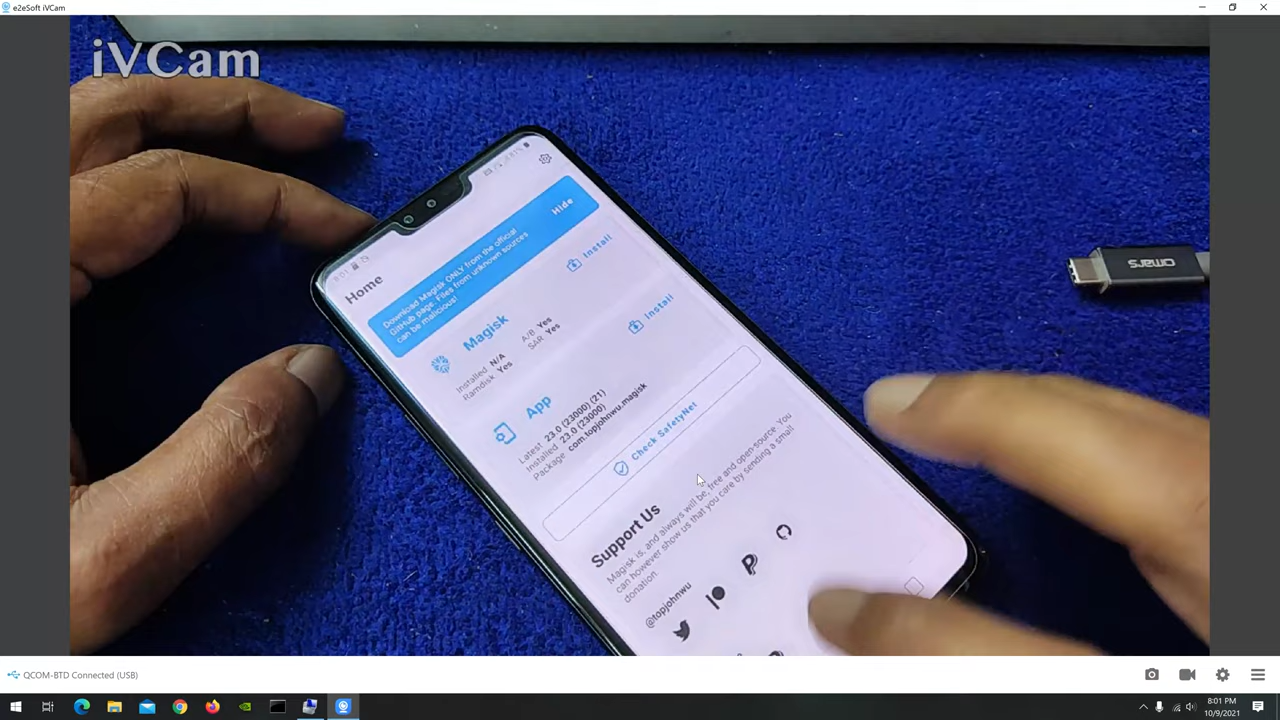 e2eSoft iVCam
iVCam
Home
Download Magisk ONLY from the official
GitHub page. Files from unknown sources
can be malicious!
Hide
Magisk
Install
Installed N/A
A/B Yes
Ramdisk Yes
SAR Yes
App
Install
Latest 23.0 (23000) (21)
Installed 23.0 (23000)
Package com.topjohnwu.magisk
Check SafetyNet
Support Us
Magisk is, and always will be, free and open-source. You
can however show us that you care by sending a small
donation
@topjohnwu
omars
QCOM-BTD Connected (USB)
8:01 PM
10/9/2021